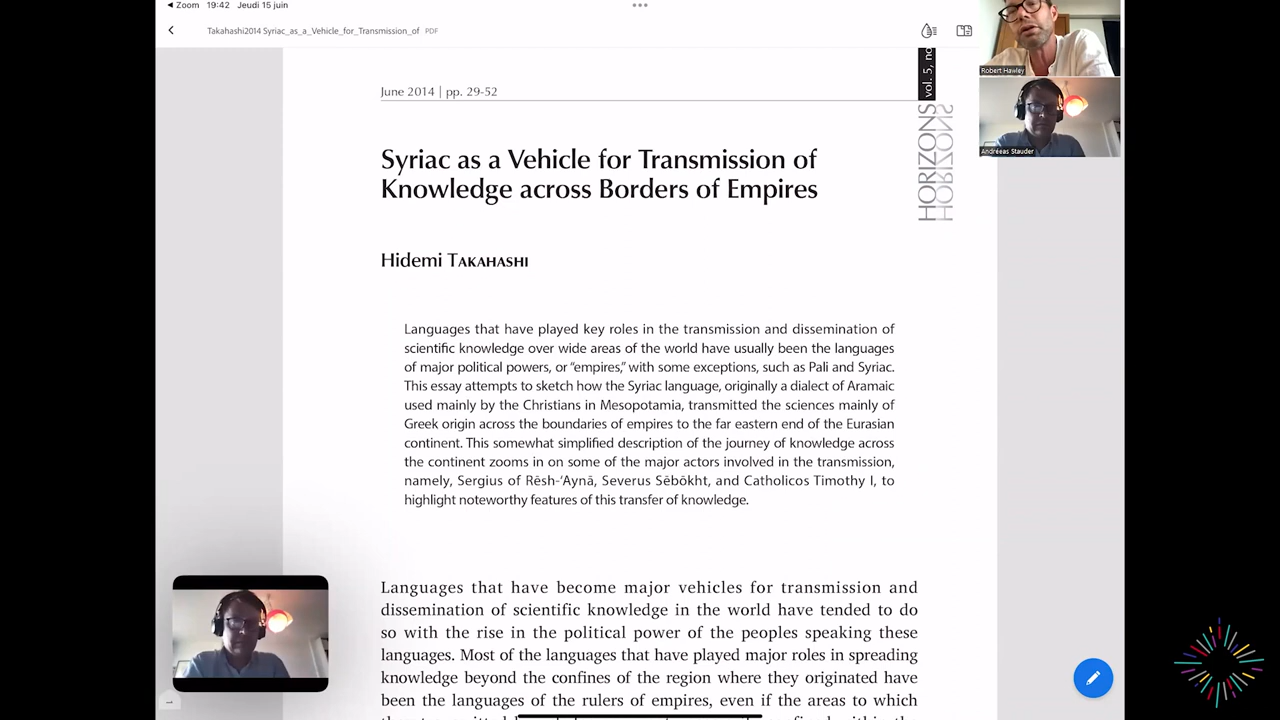 ◀ Zoom 19:42 Jeudi 15 juin
Takahashi2014 Syriac_as_a_Vehicle_for_Transmission_of PDF
Robert Hawley
Andréeas Stauder
vol. 5, no
HORIZONS
HORIZONS
June 2014 | pp. 29-52
Syriac as a Vehicle for Transmission of
Knowledge across Borders of Empires
Hidemi TAKAHASHI
Languages that have played key roles in the transmission and dissemination of
scientific knowledge over wide areas of the world have usually been the languages
of major political powers, or “empires,” with some exceptions, such as Pali and Syriac.
This essay attempts to sketch how the Syriac language, originally a dialect of Aramaic
used mainly by the Christians in Mesopotamia, transmitted the sciences mainly of
Greek origin across the boundaries of empires to the far eastern end of the Eurasian
continent. This somewhat simplified description of the journey of knowledge across
the continent zooms in on some of the major actors involved in the transmission,
namely, Sergius of Rēsh-‘Aynā, Severus Sēbōkht, and Catholicos Timothy I, to
highlight noteworthy features of this transfer of knowledge.
Languages that have become major vehicles for transmission and
dissemination of scientific knowledge in the world have tended to do
so with the rise in the political power of the peoples speaking these
languages. Most of the languages that have played major roles in spreading
knowledge beyond the confines of the region where they originated have
been the languages of the rulers of empires, even if the areas to which